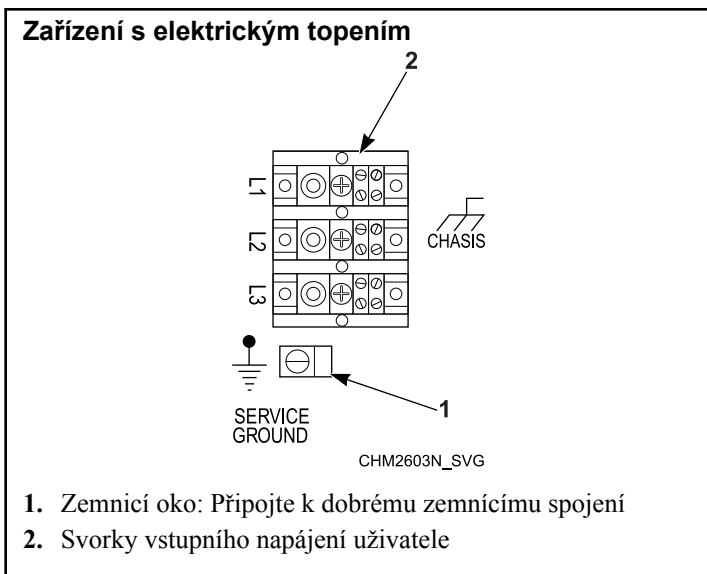 Zařízení s elektrickým topením
2
L1
L2
CHASIS
L3
1
SERVICE
GROUND
CHM2603N_SVG
1. Zemnicí oko: Připojte k dobrému zemnícímu spojení
2. Svorky vstupního napájení uživatele